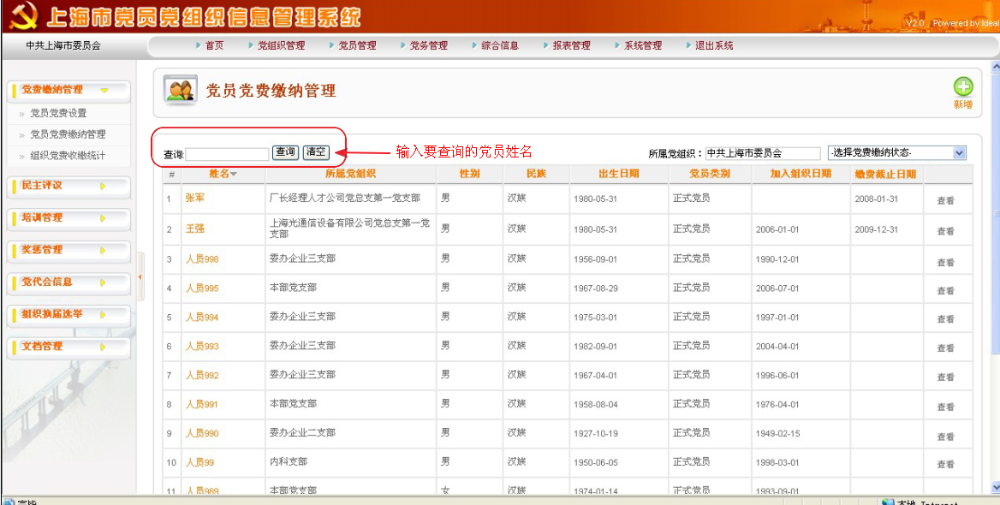 上海市党员党组织信息管理系统
V2.0 Powered by Ideal
中共上海市委员会 首页 党组织管理 党员管理 党务管理 综合信息 报表管理 系统管理 退出系统
党费缴纳管理
» 党员党费设置
» 党员党费缴纳管理
» 组织党费收缴统计
民主评议
培训管理
奖惩管理
党代会信息
组织换届选举
文档管理
党员党费缴纳管理
新增
查询: 查询 清空 输入要查询的党员姓名 所属党组织: 中共上海市委员会 -选择党费缴纳状态-
# 姓名 所属党组织 性别 民族 出生日期 党员类别 加入组织日期 缴费截止日期
1 张军 厂长经理人才公司党总支第一党支部 男 汉族 1980-05-31 正式党员 2008-01-31 查看
2 王强 上海光通信设备有限公司党总支第一党支部 男 汉族 1980-05-31 正式党员 2006-01-01 2009-12-31 查看
3 人员998 委办企业三支部 男 汉族 1956-09-01 正式党员 1990-12-01 查看
4 人员995 本部党支部 男 汉族 1967-08-29 正式党员 2006-07-01 查看
5 人员994 委办企业三支部 男 汉族 1975-03-01 正式党员 1997-01-01 查看
6 人员993 委办企业三支部 男 汉族 1982-09-01 正式党员 2004-04-01 查看
7 人员992 委办企业三支部 男 汉族 1967-04-01 正式党员 1996-06-01 查看
8 人员991 本部党支部 男 汉族 1958-08-04 正式党员 1976-04-01 查看
9 人员990 委办企业二支部 男 汉族 1927-10-19 正式党员 1949-02-15 查看
10 人员99 内科支部 男 汉族 1950-06-05 正式党员 1998-03-01 查看
11 人员989 本部党支部 女 汉族 1974-01-14 正式党员 1993-09-01
完毕 本地 Intranet